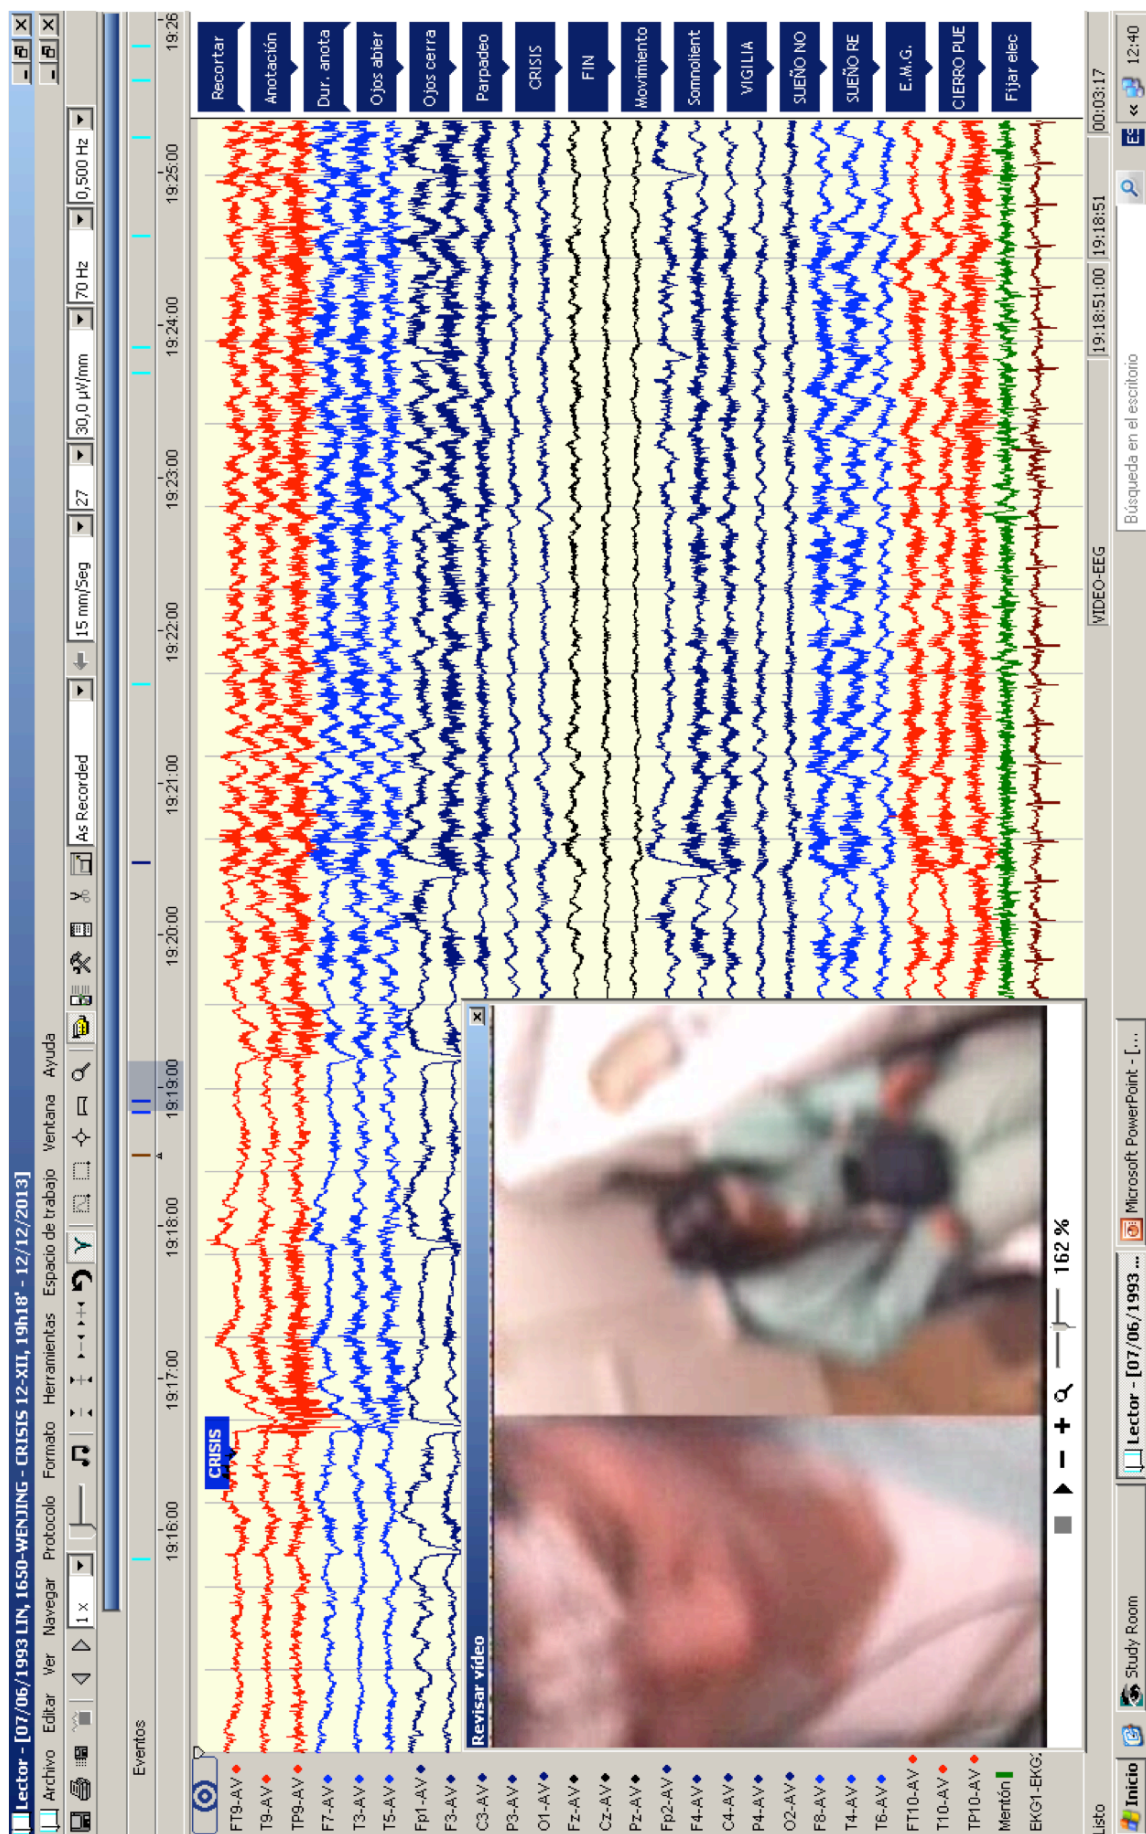 Lector - [07/06/1993 LIN, 1650-WENJING - CRISIS 12-XII, 19h18' - 12/12/2013]
Archivo Editar Ver Navegar Protocolo Formato Herramientas Espacio de trabajo Ventana Ayuda
1 x As Recorded 15 mm/Seg 27 30,0 µV/mm 70 Hz 0,500 Hz
Eventos
19:16:00 19:17:00 19:18:00 19:19:00 19:20:00 19:21:00 19:22:00 19:23:00 19:24:00 19:25:00 19:26
CRISIS
FT9-AV
T9-AV
TP9-AV
F7-AV
T3-AV
T5-AV
Fp1-AV
F3-AV
C3-AV
P3-AV
O1-AV
Fz-AV
Cz-AV
Pz-AV
Fp2-AV
F4-AV
C4-AV
P4-AV
O2-AV
F8-AV
T4-AV
T6-AV
FT10-AV
T10-AV
TP10-AV
Mentón
EKG1-EKG2
Revisar vídeo
162 %
Recortar
Anotación
Dur. anota
Ojos abier
Ojos cerra
Parpadeo
CRISIS
FIN
Movimiento
Somnolient
VIGILIA
SUEÑO NO
SUEÑO RE
E.M.G.
CIERRO PUE
Fijar elec
Listo VIDEO-EEG 19:18:51:00 19:18:51 00:03:17
Inicio Study Room Lector - [07/06/1993 ... Microsoft PowerPoint - [... Búsqueda en el escritorio ES « 12:40